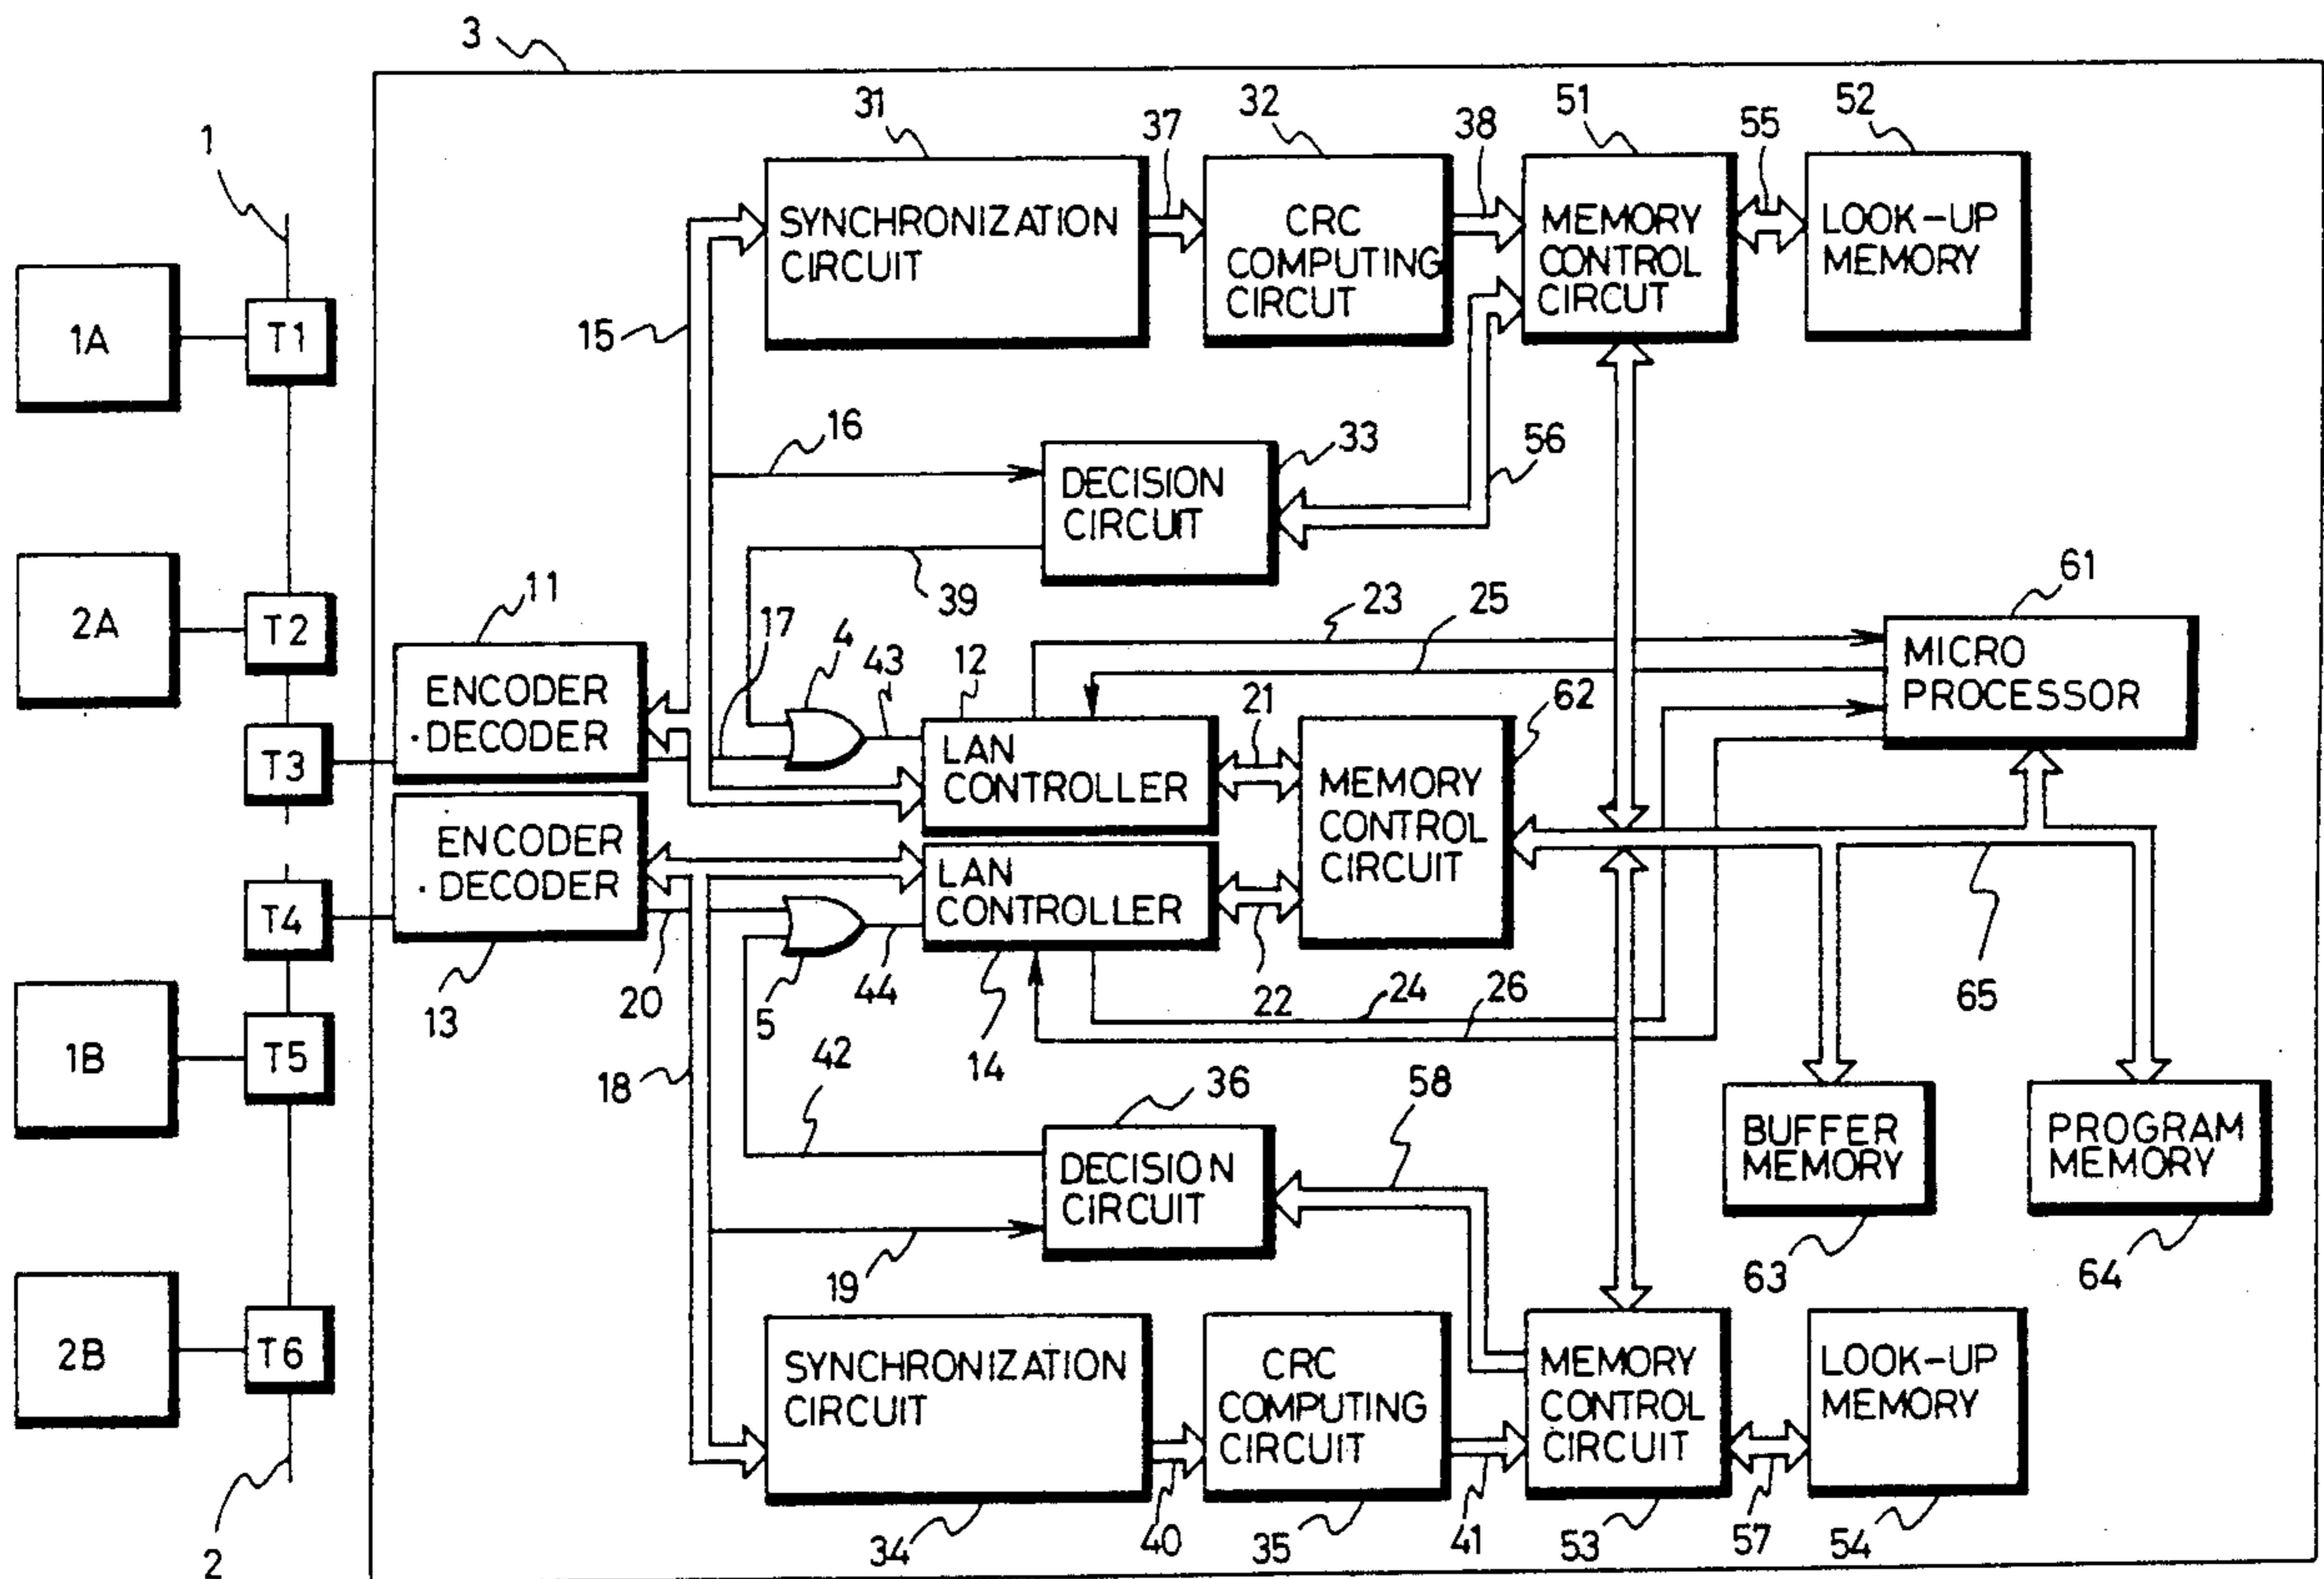 3
31
37
32
38
51
55
52
1
SYNCHRONIZATION
CIRCUIT
CRC
COMPUTING
CIRCUT
MEMORY
CONTROL
CIRCUT
LOOK-UP
MEMORY
1A
T1
15
16
33
56
DECISION
CIRCUIT
39
2A
T2
11
17
4
43
12
23
25
21
62
61
ENCODER
·DECODER
T3
LAN
CONTROLLER
MEMORY
CONTROL
CIRCUIT
MICRO
PROCESSOR
ENCODER
·DECODER
T4
LAN
CONTROLLER
13
20
5
44
14
22
24
26
65
1B
T5
18
42
36
58
DECISION
CIRCUIT
BUFFER
MEMORY
PROGRAM
MEMORY
19
63
64
2B
T6
SYNCHRONIZATION
CIRCUIT
CRC
COMPUTING
CIRCUIT
MEMORY
CONTROL
CIRCUIT
LOOK-UP
MEMORY
2
34
40
35
41
53
57
54